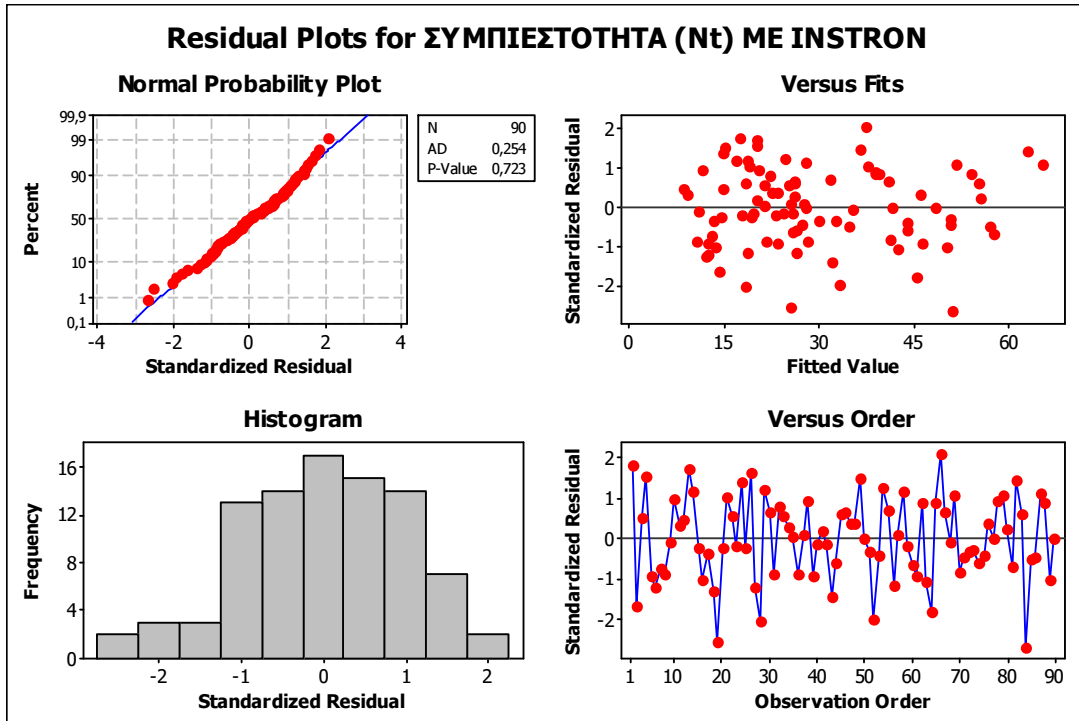 Residual Plots for ΣΥΜΠΙΕΣΤΟΤΗΤΑ (Nt) ΜΕ INSTRON
Normal Probability Plot
Percent
99,9
99
90
50
10
1
0,1
-4 -2 0 2 4
Standardized Residual
N 90
AD 0,254
P-Value 0,723
Versus Fits
Standardized Residual
2
1
0
-1
-2
0 15 30 45 60
Fitted Value
Histogram
Frequency
16
12
8
4
0
-2 -1 0 1 2
Standardized Residual
Versus Order
Standardized Residual
2
1
0
-1
-2
1 10 20 30 40 50 60 70 80 90
Observation Order